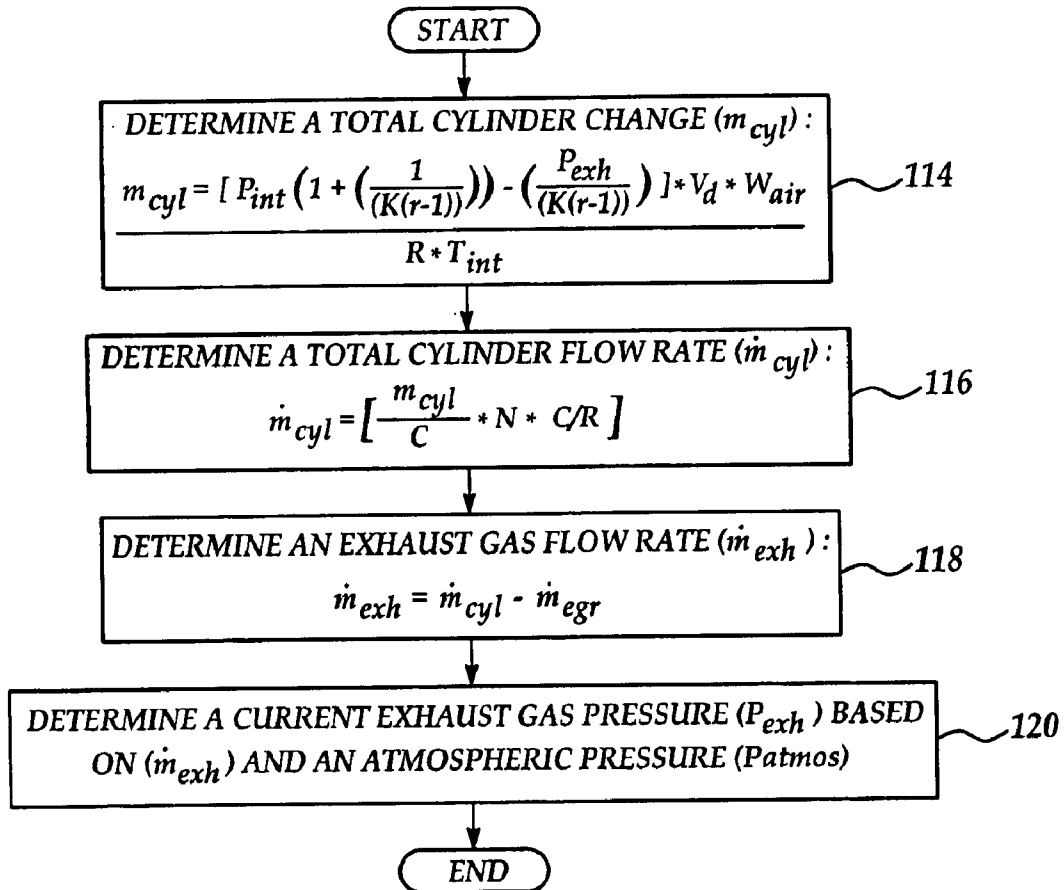 START
DETERMINE A TOTAL CYLINDER CHANGE (m_cyl) :
m_cyl = [ P_int (1 + (1/(K(r-1))) - (P_exh/(K(r-1))) ] * V_d * W_air
R * T_int
114
DETERMINE A TOTAL CYLINDER FLOW RATE (ṁ_cyl) :
ṁ_cyl = [ m_cyl/C * N * C/R ]
116
DETERMINE AN EXHAUST GAS FLOW RATE (ṁ_exh ) :
ṁ_exh = ṁ_cyl - ṁ_egr
118
DETERMINE A CURRENT EXHAUST GAS PRESSURE (P_exh ) BASED
ON (ṁ_exh ) AND AN ATMOSPHERIC PRESSURE (Patmos)
120
END